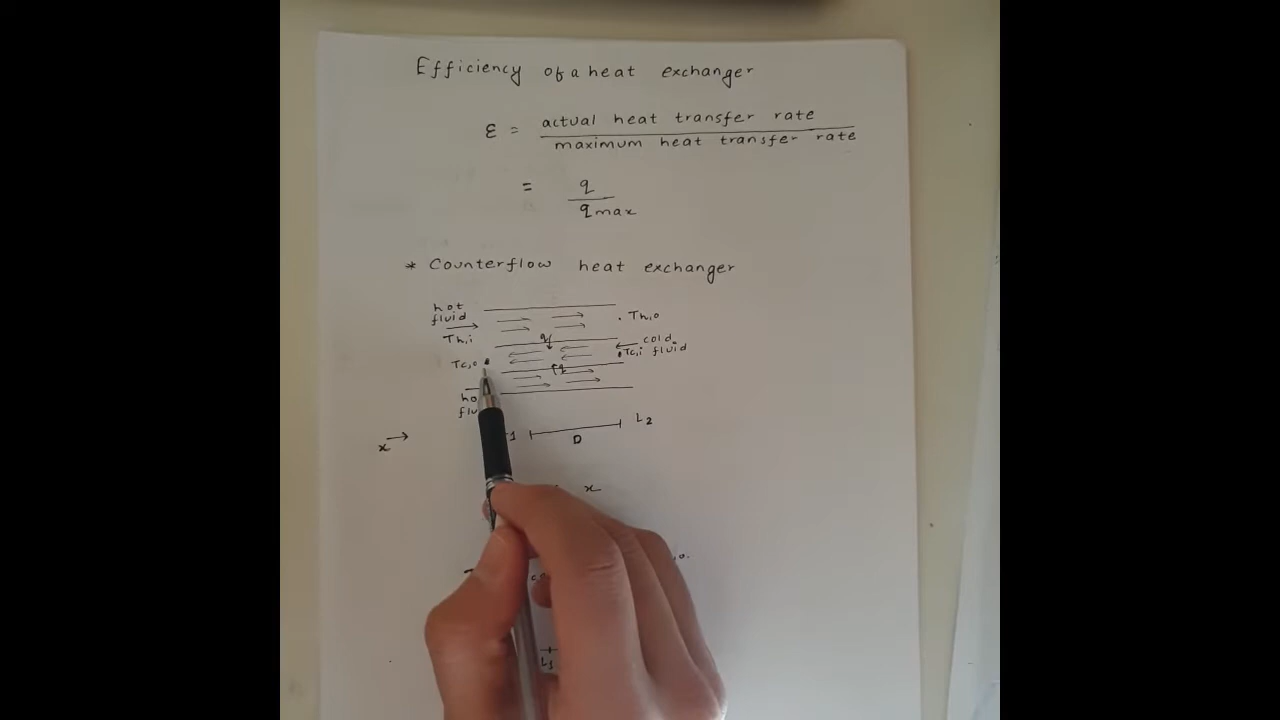 Efficiency of a heat exchanger
ε = actual heat transfer rate
maximum heat transfer rate
= q
qmax
* Counterflow heat exchanger
hot
fluid
Th,i
Th,o
q
cold
fluid
Tc,i
Tc,o
q
D
L2
x
x
L1